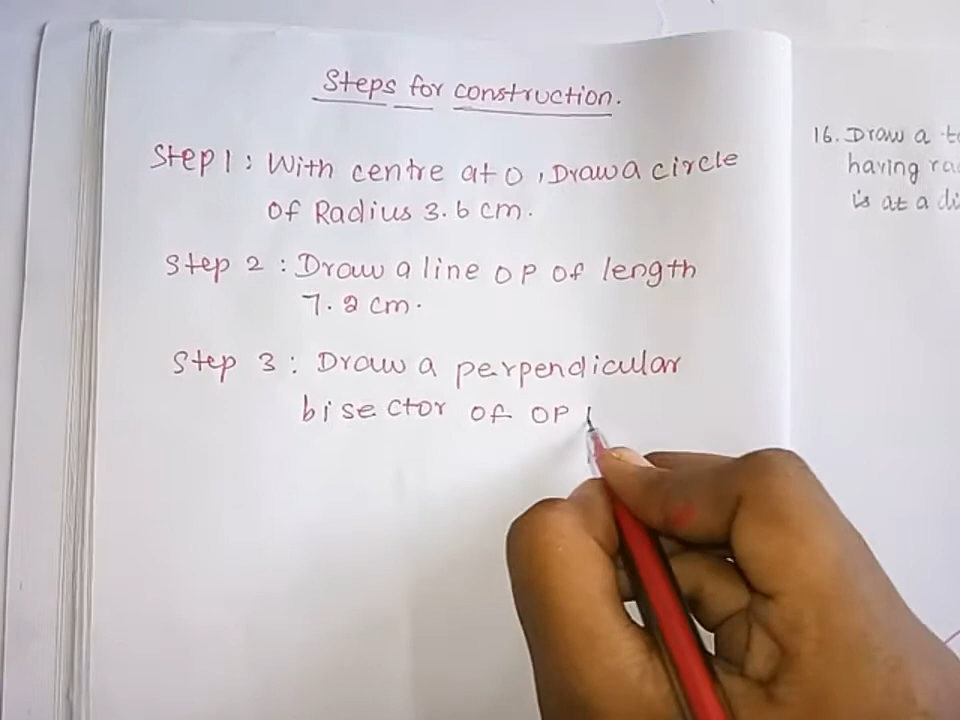 Steps for construction.
Step 1 : With centre at O , Draw a circle
of Radius 3.6 cm.
Step 2 : Draw a line OP of length
7.2 cm.
Step 3 : Draw a perpendicular
bisector of OP
16. Draw a
having
is at a